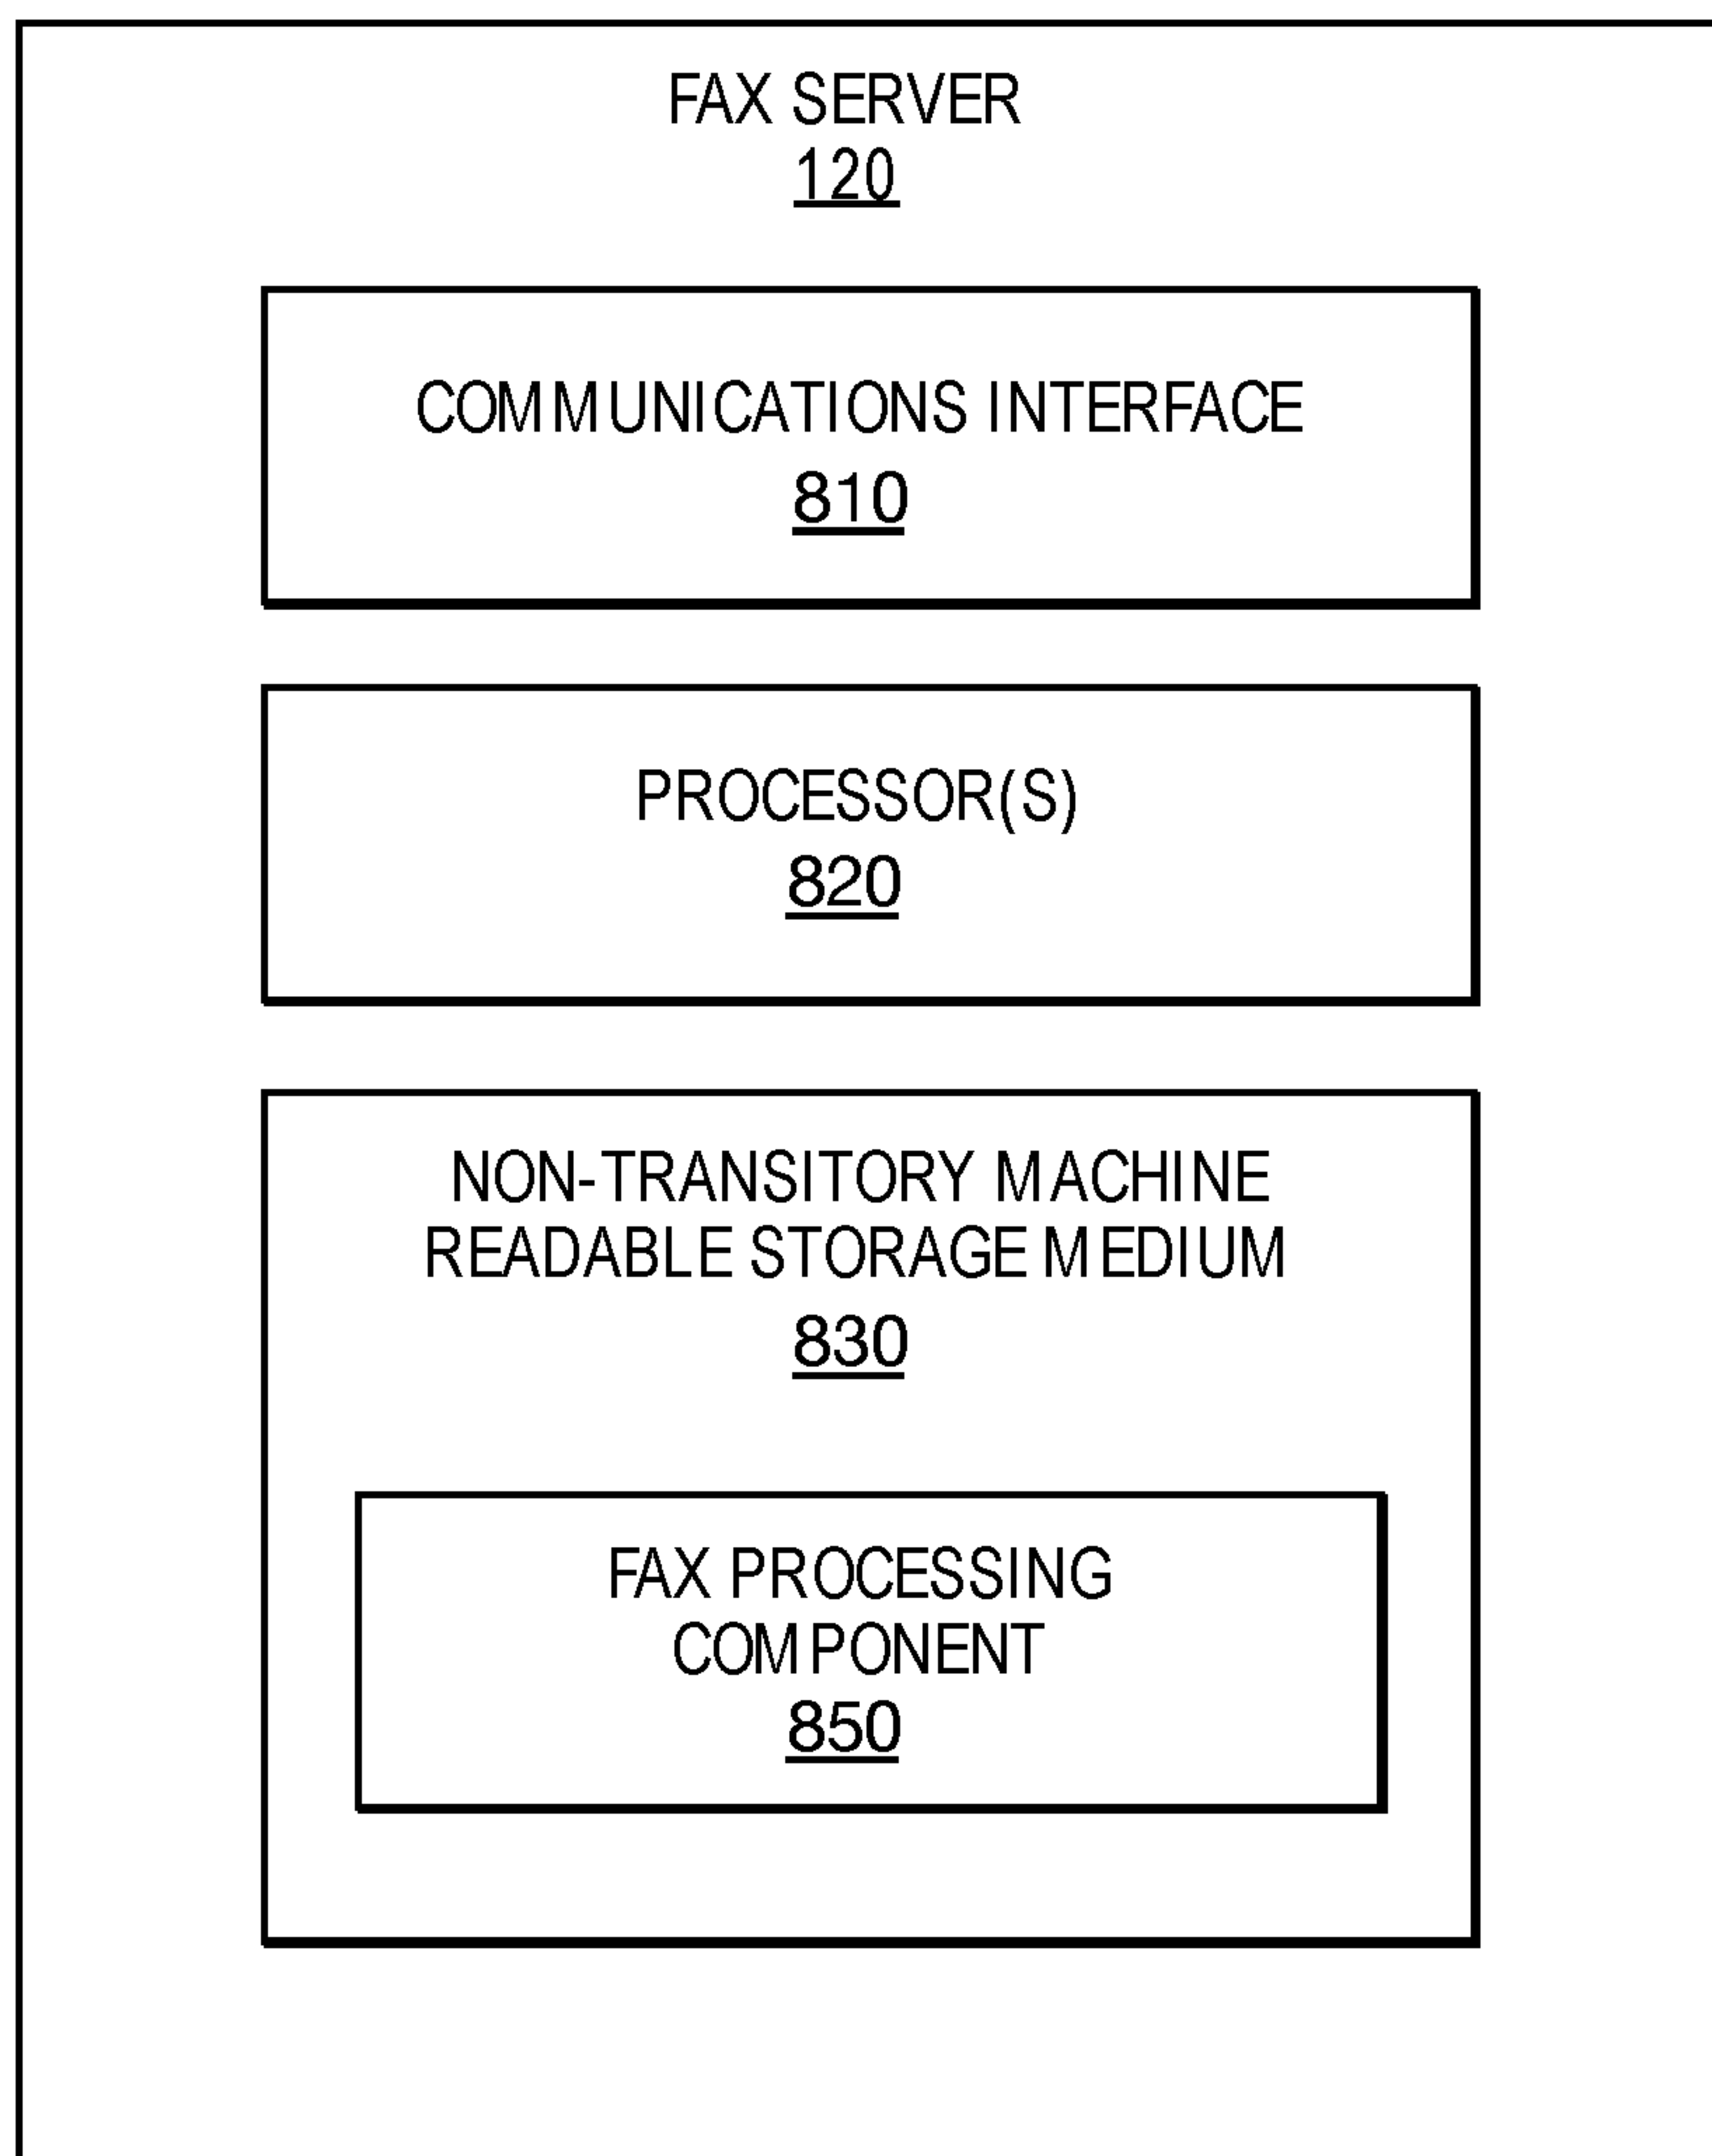 FAX SERVER
120
COMMUNICATIONS INTERFACE
810
PROCESSOR(S)
820
NON-TRANSITORY MACHINE
READABLE STORAGE MEDIUM
830
FAX PROCESSING
COMPONENT
850